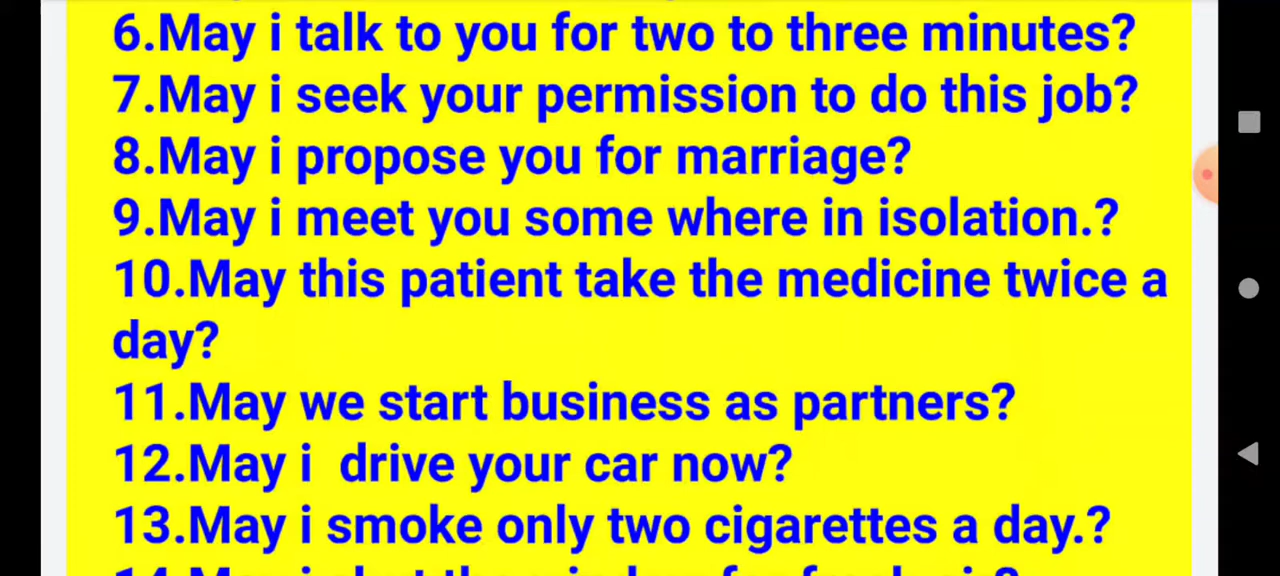 6.May i talk to you for two to three minutes?
7.May i seek your permission to do this job?
8.May i propose you for marriage?
9.May i meet you some where in isolation.?
10.May this patient take the medicine twice a
day?
11.May we start business as partners?
12.May i  drive your car now?
13.May i smoke only two cigarettes a day.?